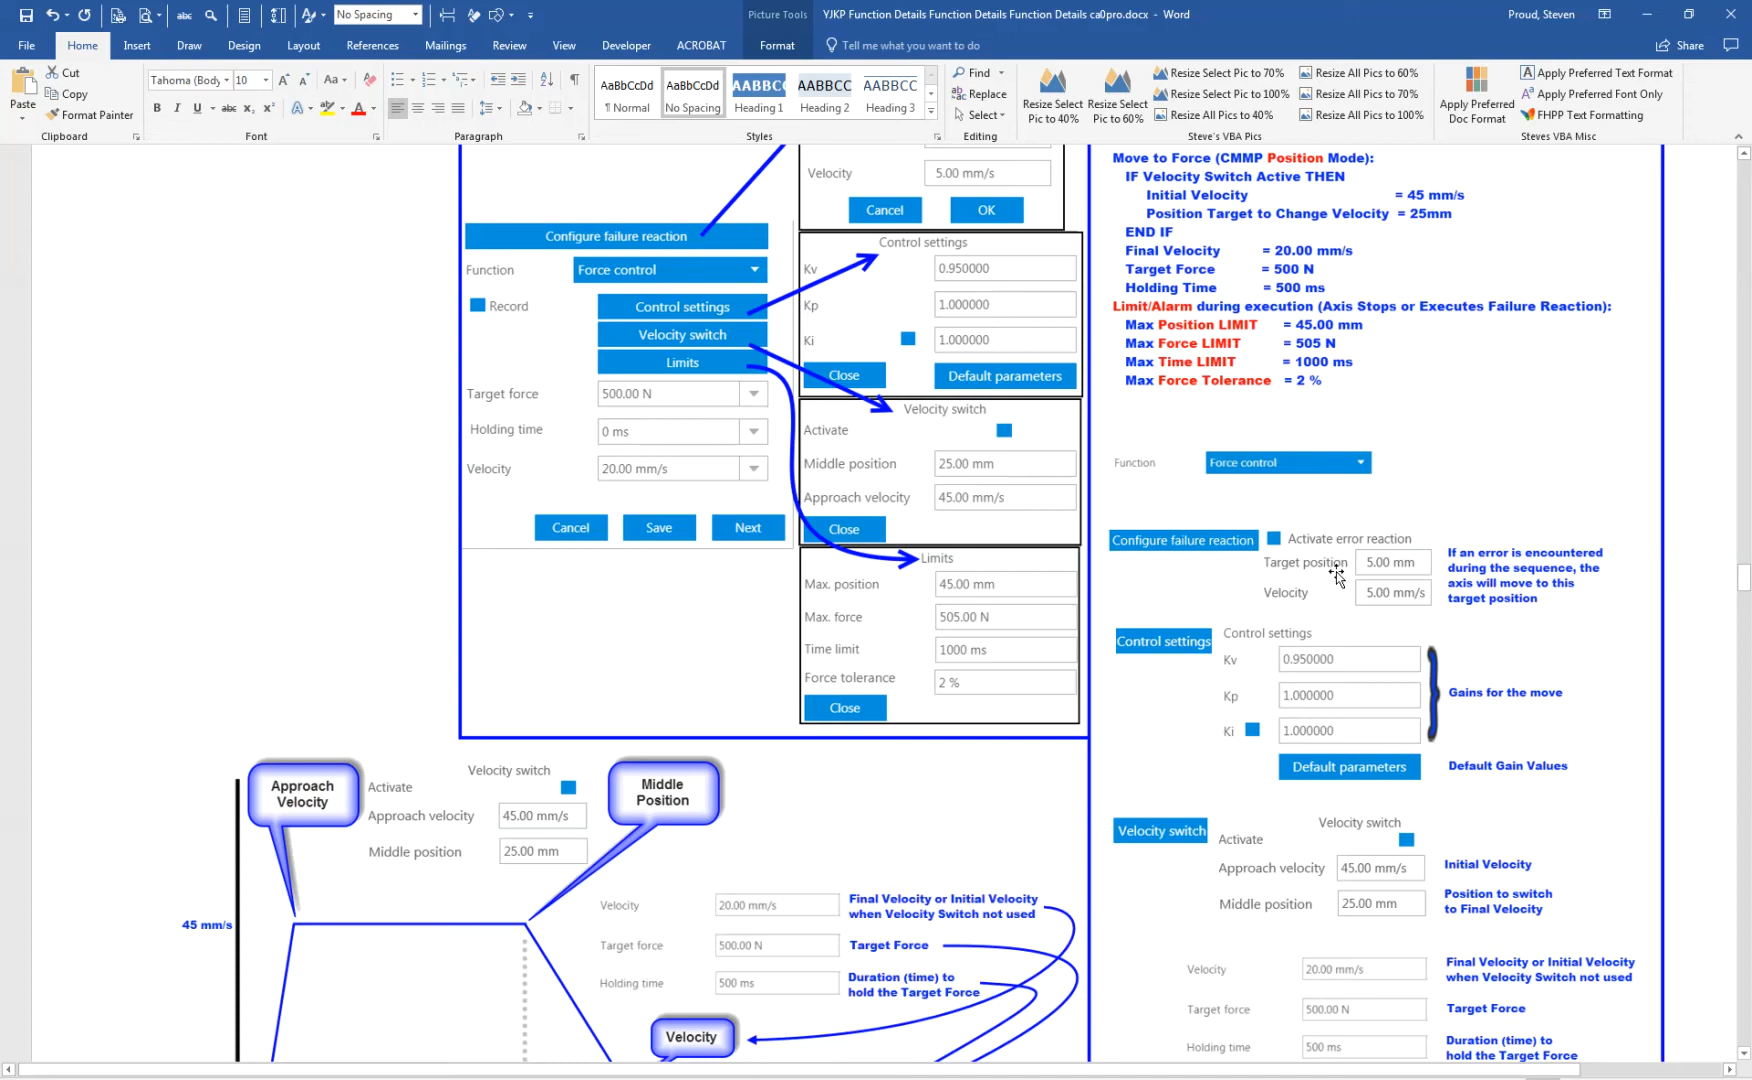 No Spacing
Picture Tools
YJKP Function Details Function Details Function Details ca0pro.docx - Word
Proud, Steven
File Home Insert Draw Design Layout References Mailings Review View Developer ACROBAT Format Tell me what you want to do Share
Paste
Cut
Copy
Format Painter
Clipboard
Tahoma (Body 10
Font
Paragraph
AaBbCcDd ¶ Normal
AaBbCcDd No Spacing
AABBCC Heading 1
AABBCC Heading 2
AABBCC Heading 3
Styles
Find
Replace
Select
Editing
Resize Select Pic to 40%
Resize Select Pic to 60%
Resize Select Pic to 70%
Resize Select Pic to 100%
Resize All Pics to 40%
Resize All Pics to 60%
Resize All Pics to 70%
Resize All Pics to 100%
Steve's VBA Pics
Apply Preferred Doc Format
Apply Preferred Text Format
Apply Preferred Font Only
FHPP Text Formatting
Steves VBA Misc
Configure failure reaction
Function Force control
Record
Control settings
Velocity switch
Limits
Target force 500.00 N
Holding time 0 ms
Velocity 20.00 mm/s
Cancel Save Next
Velocity 5.00 mm/s
Cancel OK
Control settings
Kv 0.950000
Kp 1.000000
Ki 1.000000
Close Default parameters
Velocity switch
Activate
Middle position 25.00 mm
Approach velocity 45.00 mm/s
Close
Limits
Max. position 45.00 mm
Max. force 505.00 N
Time limit 1000 ms
Force tolerance 2 %
Close
Move to Force (CMMP Position Mode):
IF Velocity Switch Active THEN
Initial Velocity = 45 mm/s
Position Target to Change Velocity = 25mm
END IF
Final Velocity = 20.00 mm/s
Target Force = 500 N
Holding Time = 500 ms
Limit/Alarm during execution (Axis Stops or Executes Failure Reaction):
Max Position LIMIT = 45.00 mm
Max Force LIMIT = 505 N
Max Time LIMIT = 1000 ms
Max Force Tolerance = 2 %
Function Force control
Configure failure reaction Activate error reaction
Target position 5.00 mm
Velocity 5.00 mm/s
If an error is encountered
during the sequence, the
axis will move to this
target position
Control settings Control settings
Kv 0.950000
Kp 1.000000
Ki 1.000000
Gains for the move
Default parameters Default Gain Values
Velocity switch Velocity switch
Activate
Approach velocity 45.00 mm/s Initial Velocity
Middle position 25.00 mm
Position to switch
to Final Velocity
Velocity 20.00 mm/s
Final Velocity or Initial Velocity
when Velocity Switch not used
Target force 500.00 N Target Force
Holding time 500 ms
Duration (time) to
hold the Target Force
Approach
Velocity
Velocity switch
Activate
Approach velocity 45.00 mm/s
Middle position 25.00 mm
Middle
Position
45 mm/s
Velocity 20.00 mm/s
Final Velocity or Initial Velocity
when Velocity Switch not used
Target force 500.00 N Target Force
Holding time 500 ms
Duration (time) to
hold the Target Force
Velocity